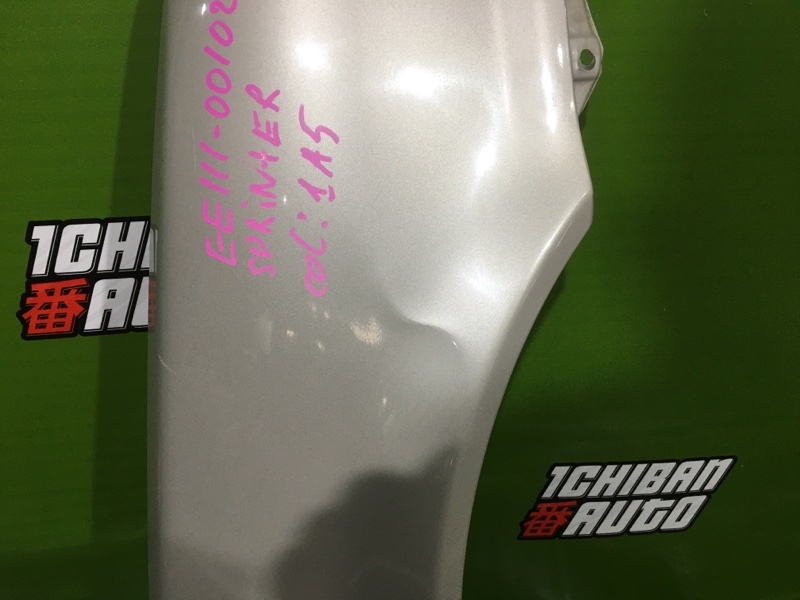 EE111-00102
SPRINTER
COL: 1A5
1CHI
番AU
1CHIBAN
番AUTO